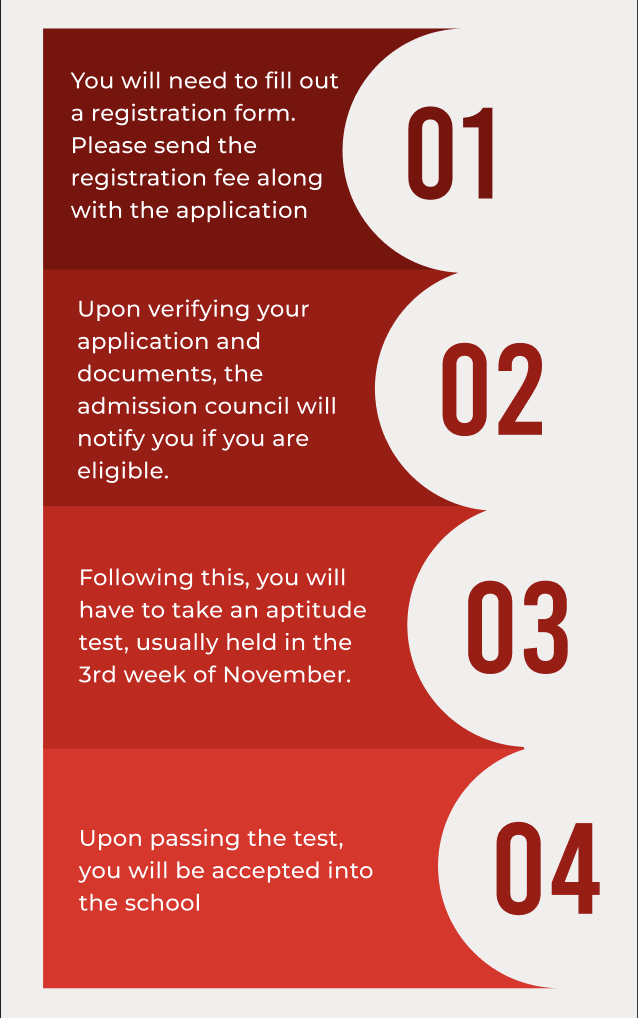 You will need to fill out
a registration form.
Please send the
registration fee along
with the application
01
Upon verifying your
application and
documents, the
admission council will
notify you if you are
eligible.
02
Following this, you will
have to take an aptitude
test, usually held in the
3rd week of November.
03
Upon passing the test,
you will be accepted into
the school
04